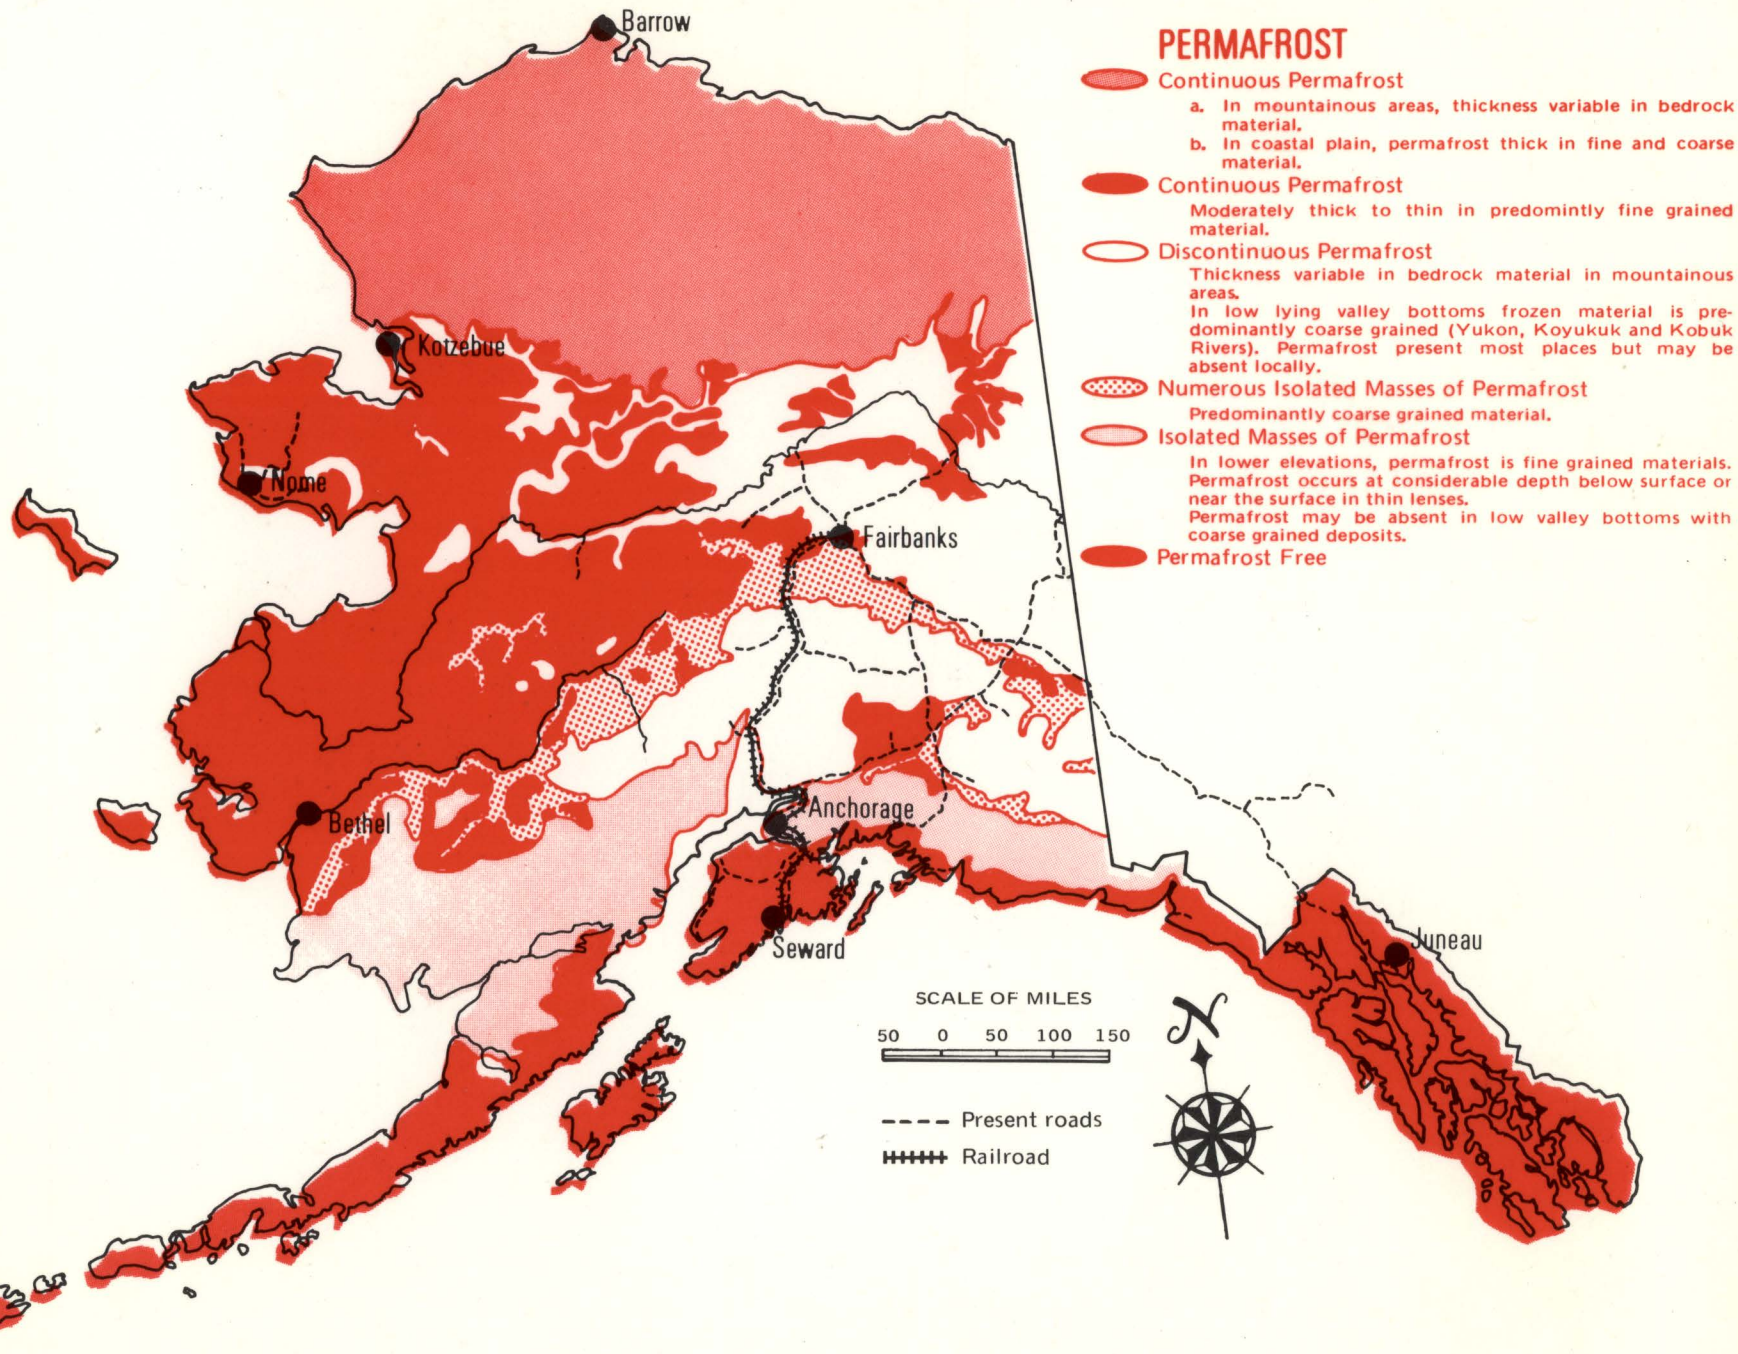 Barrow
PERMAFROST
Continuous Permafrost
a. In mountainous areas, thickness variable in bedrock
material.
b. In coastal plain, permafrost thick in fine and coarse
material.
Continuous Permafrost
Moderately thick to thin in predomintly fine grained
material.
Discontinuous Permafrost
Thickness variable in bedrock material in mountainous
areas.
In low lying valley bottoms frozen material is pre-
dominantly coarse grained (Yukon, Koyukuk and Kobuk
Rivers). Permafrost present most places but may be
absent locally.
Numerous Isolated Masses of Permafrost
Predominantly coarse grained material.
Isolated Masses of Permafrost
In lower elevations, permafrost is fine grained materials.
Permafrost occurs at considerable depth below surface or
near the surface in thin lenses.
Permafrost may be absent in low valley bottoms with
coarse grained deposits.
Permafrost Free
Kotzebue
Nome
Fairbanks
Anchorage
Bethel
Seward
Juneau
SCALE OF MILES
50 0 50 100 150
N
Present roads
Railroad